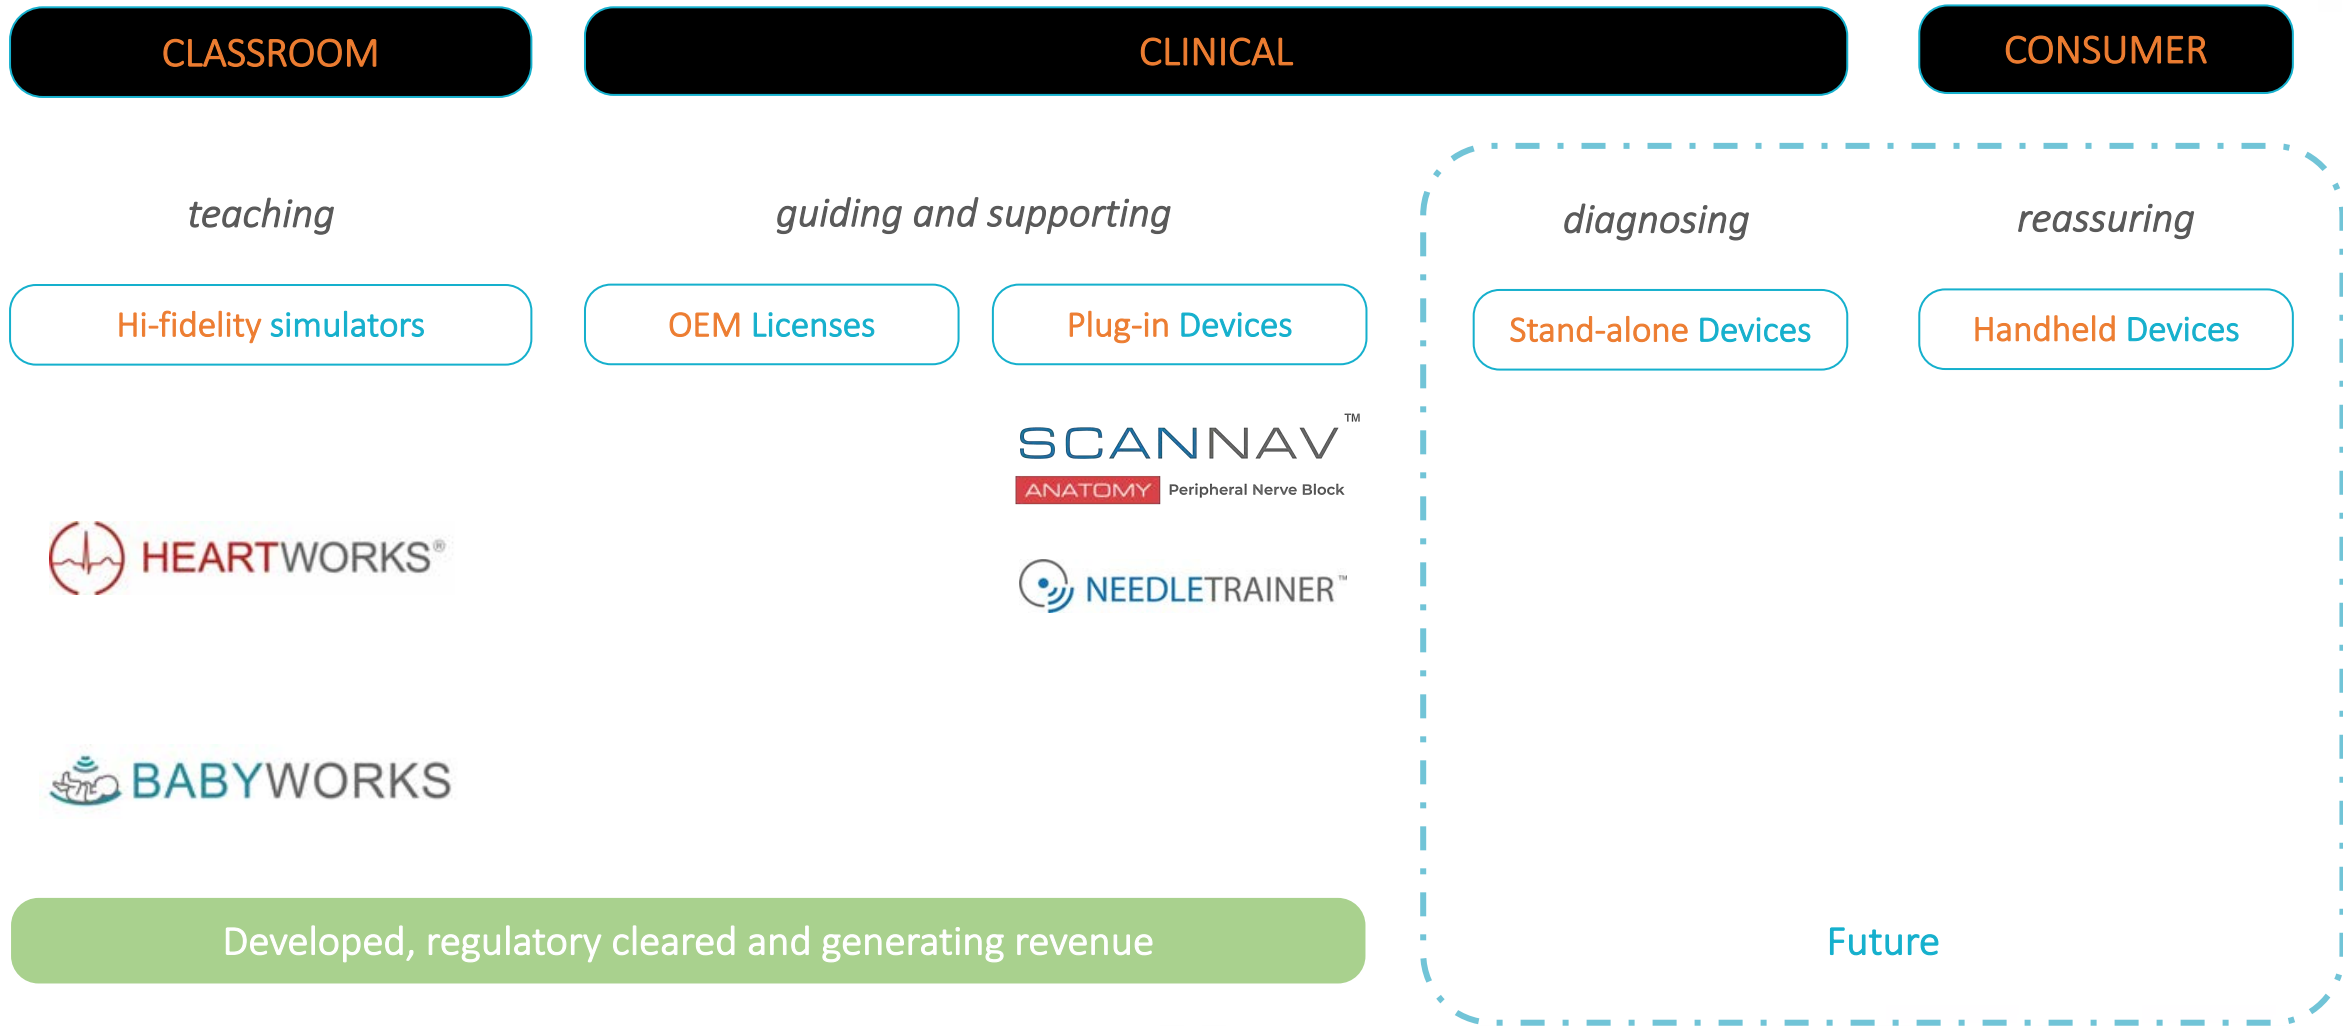 CLASSROOM
CLINICAL
CONSUMER
teaching
guiding and supporting
diagnosing
reassuring
Hi-fidelity simulators
OEM Licenses
Plug-in Devices
Stand-alone Devices
Handheld Devices
SCANNAV™
ANATOMY Peripheral Nerve Block
HEARTWORKS®
NEEDLETRAINER™
BABYWORKS
Developed, regulatory cleared and generating revenue
Future